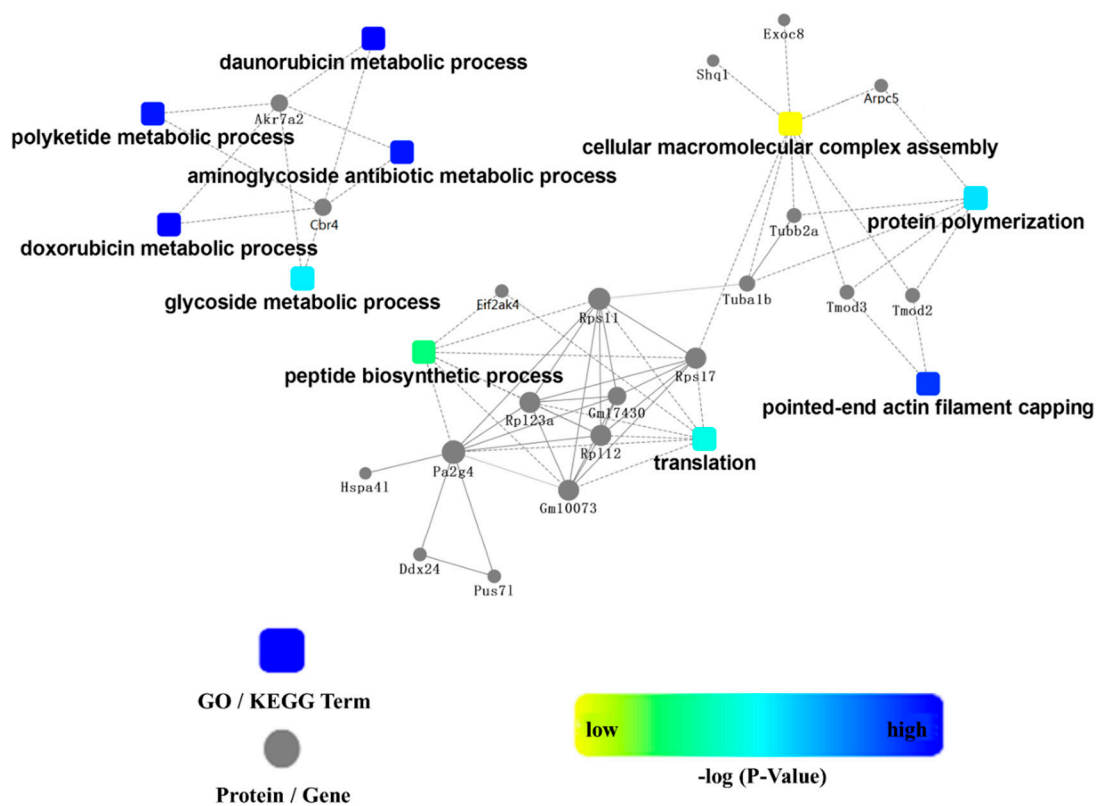 Exoc8
daunorubicin metabolic process
Shq1
Arpc5
Akr7a2
polyketide metabolic process
cellular macromolecular complex assembly
aminoglycoside antibiotic metabolic process
Cbr4
protein polymerization
Tubb2a
doxorubicin metabolic process
glycoside metabolic process
Eif2ak4
Tuba1b
Tmod3
Tmod2
Rps11
peptide biosynthetic process
Rps17
pointed-end actin filament capping
Gm17430
Rpl23a
Rpl12
translation
Pa2g4
Hspa4l
Gm10073
Ddx24
Pus7l
GO / KEGG Term
low
high
-log (P-Value)
Protein / Gene